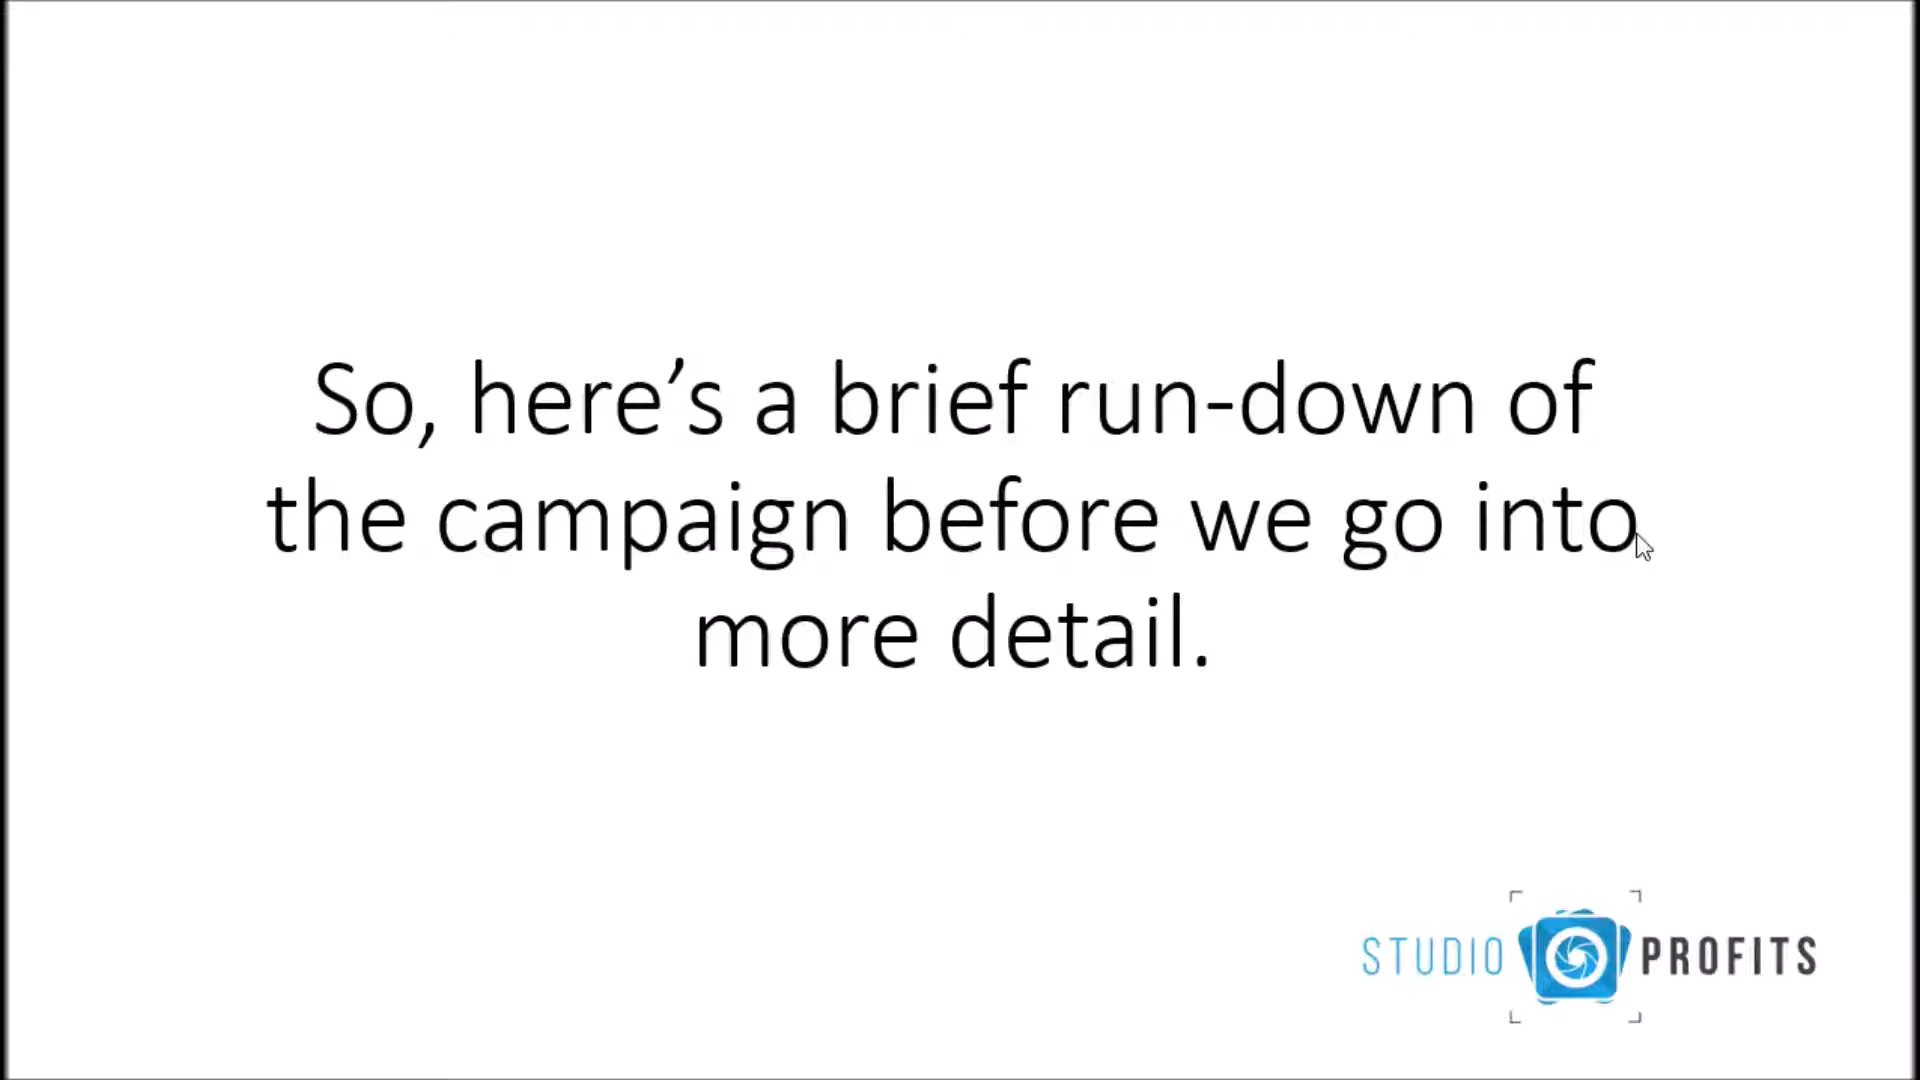 So, here’s a brief run-down of
the campaign before we go into
more detail.
STUDIO PROFITS